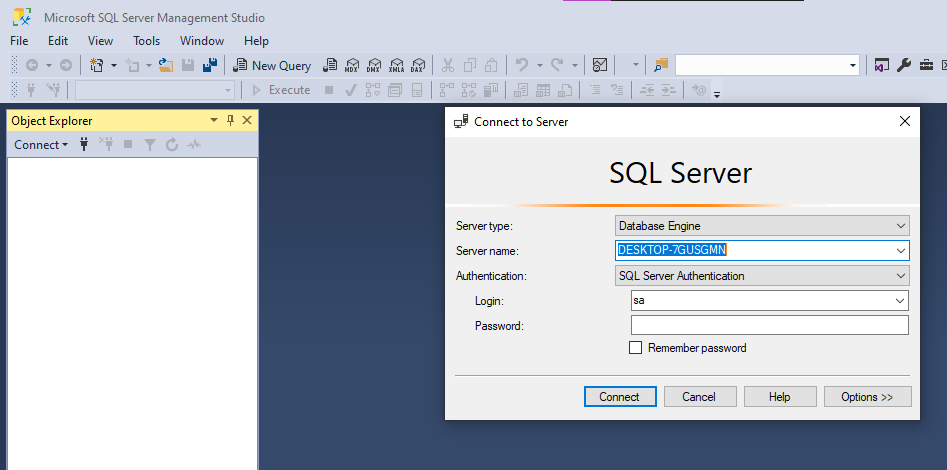 Microsoft SQL Server Management Studio
File Edit View Tools Window Help
New Query MDX DMX XMLA DAX
Execute
Object Explorer
Connect
Connect to Server
SQL Server
Server type: Database Engine
Server name: DESKTOP-7GUSGMN
Authentication: SQL Server Authentication
Login: sa
Password:
Remember password
Connect Cancel Help Options >>